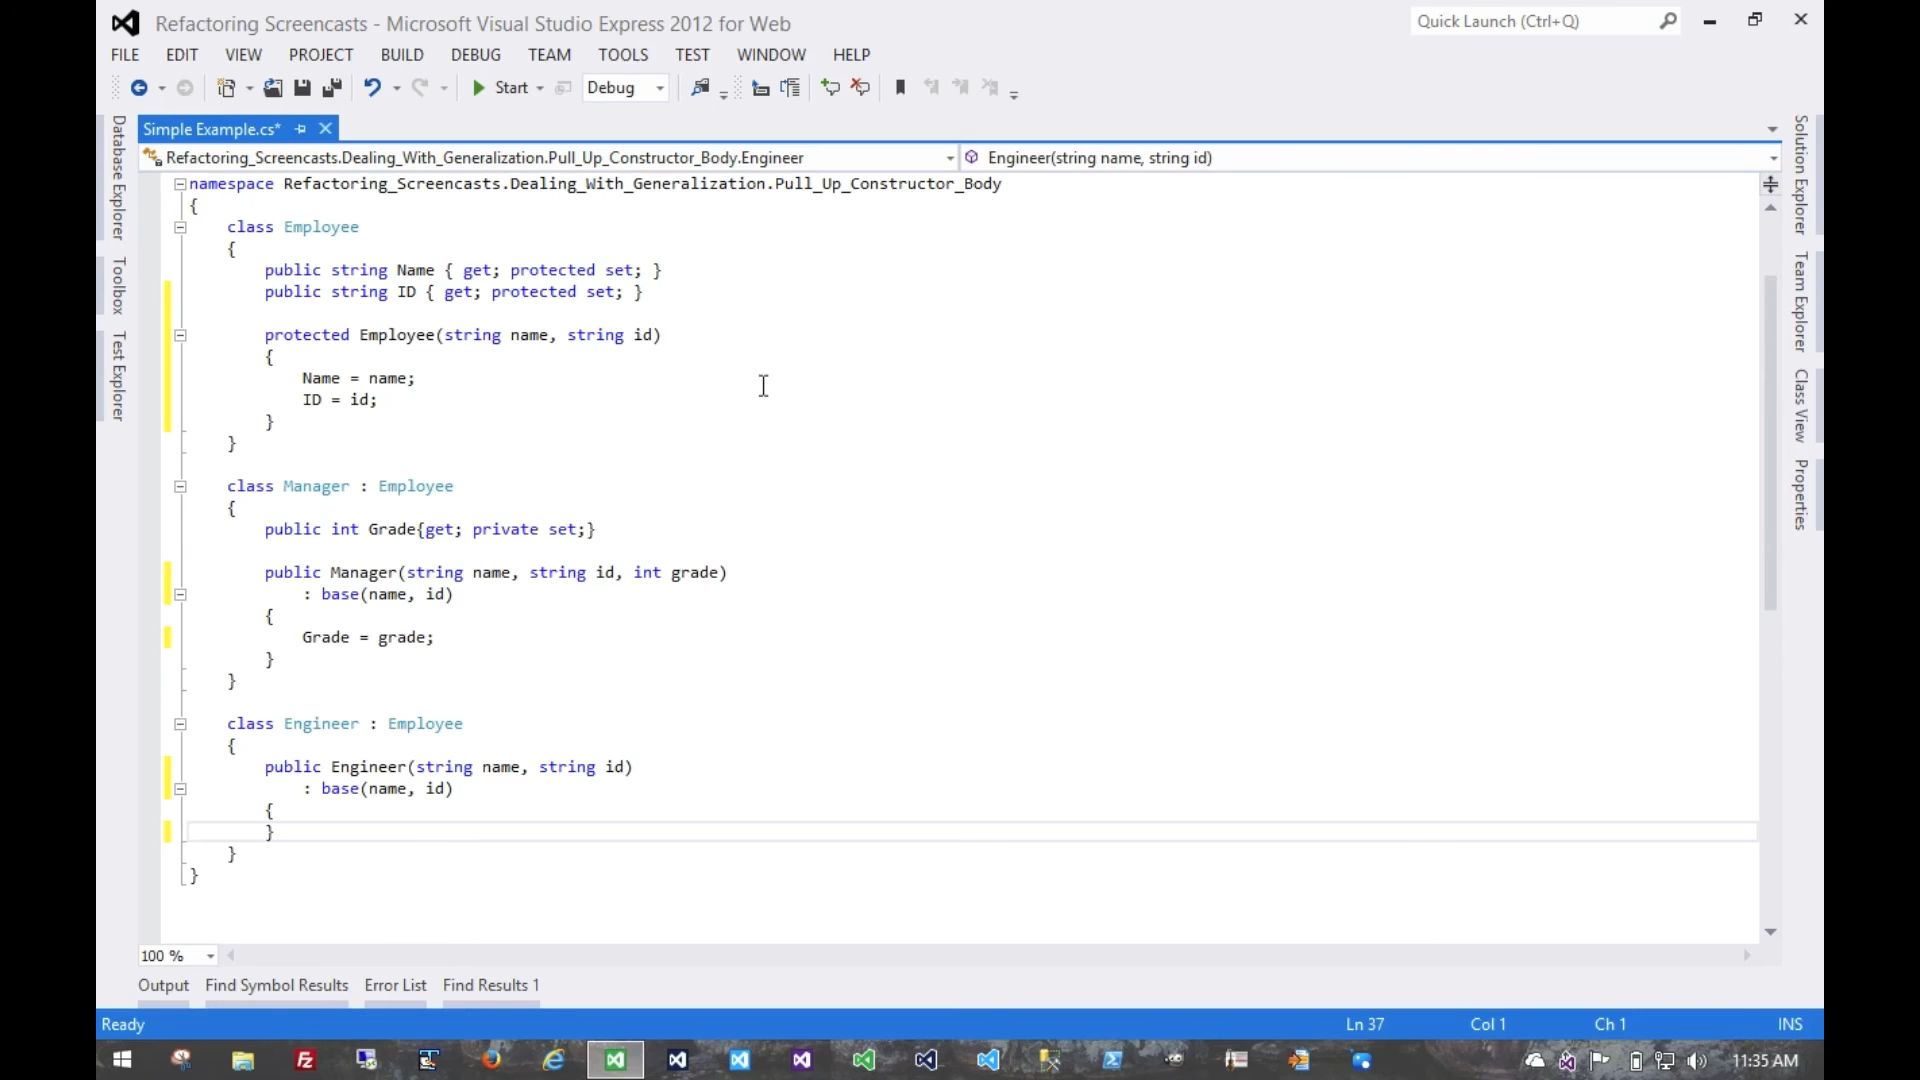 Refactoring Screencasts - Microsoft Visual Studio Express 2012 for Web
Quick Launch (Ctrl+Q)
FILE EDIT VIEW PROJECT BUILD DEBUG TEAM TOOLS TEST WINDOW HELP
Start Debug
Simple Example.cs*
Refactoring_Screencasts.Dealing_With_Generalization.Pull_Up_Constructor_Body.Engineer
Engineer(string name, string id)
Database Explorer
Toolbox
Test Explorer
namespace Refactoring_Screencasts.Dealing_With_Generalization.Pull_Up_Constructor_Body
{
class Employee
{
public string Name { get; protected set; }
public string ID { get; protected set; }
protected Employee(string name, string id)
{
Name = name;
ID = id;
}
}
class Manager : Employee
{
public int Grade{get; private set;}
public Manager(string name, string id, int grade)
: base(name, id)
{
Grade = grade;
}
}
class Engineer : Employee
{
public Engineer(string name, string id)
: base(name, id)
{
}
}
}
Solution Explorer
Team Explorer
Class View
Properties
100 %
Output Find Symbol Results Error List Find Results 1
Ready Ln 37 Col 1 Ch 1 INS
11:35 AM